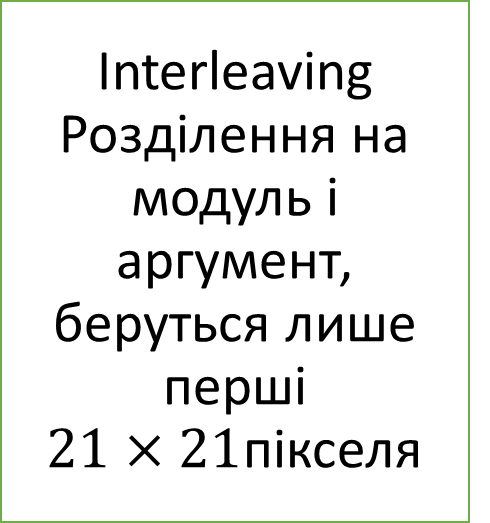 Interleaving
Розділення на
модуль і
аргумент,
беруться лише
перші
21 × 21пікселя